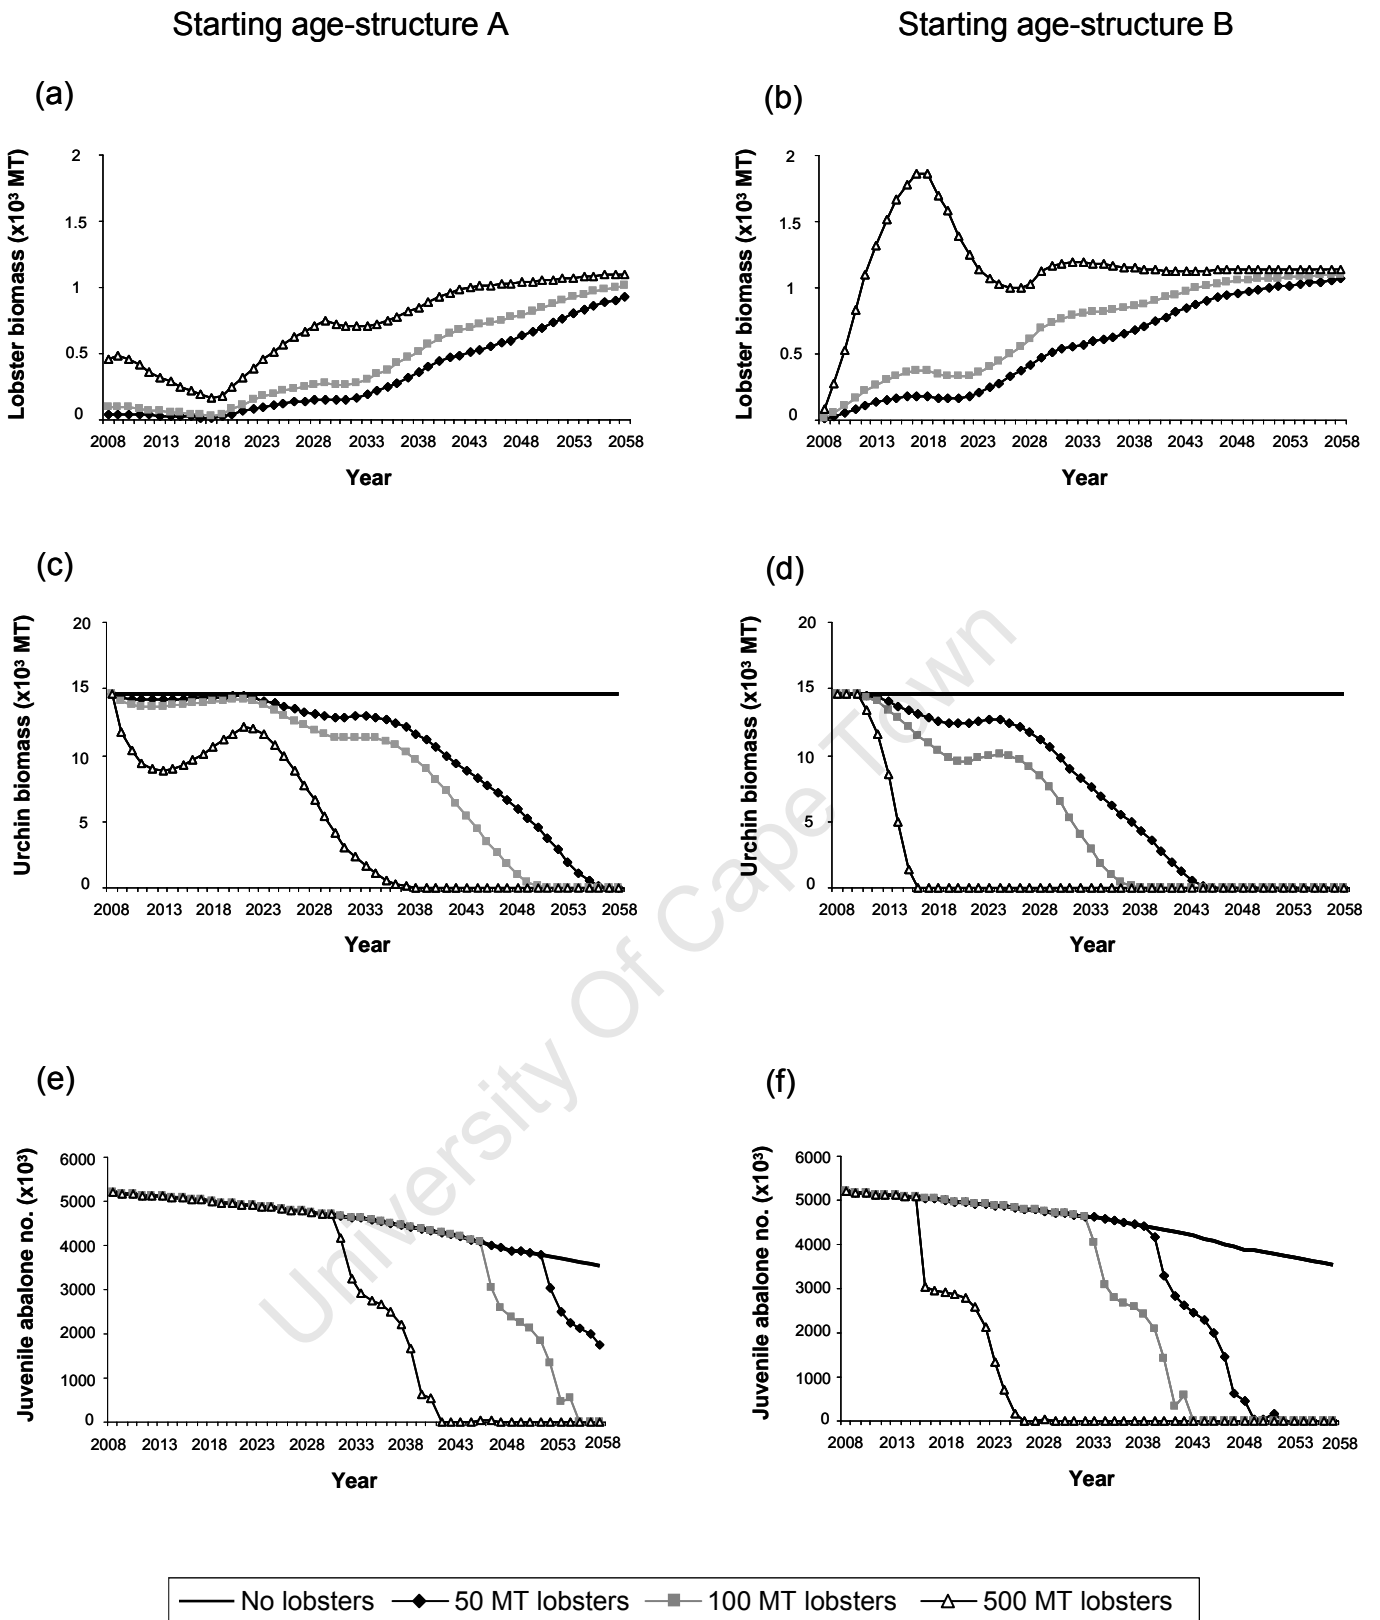 Starting age-structure A
Starting age-structure B
(a)
Lobster biomass (x10³ MT)
2
1.5
1
0.5
0
2008 2013 2018 2023 2028 2033 2038 2043 2048 2053 2058
Year
(b)
Lobster biomass (x10³ MT)
2
1.5
1
0.5
0
2008 2013 2018 2023 2028 2033 2038 2043 2048 2053 2058
Year
(c)
Urchin biomass (x10³ MT)
20
15
10
5
0
2008 2013 2018 2023 2028 2033 2038 2043 2048 2053 2058
Year
(d)
Urchin biomass (x10³ MT)
20
15
10
5
0
2008 2013 2018 2023 2028 2033 2038 2043 2048 2053 2058
Year
(e)
Juvenile abalone no. (x10³)
6000
5000
4000
3000
2000
1000
0
2008 2013 2018 2023 2028 2033 2038 2043 2048 2053 2058
Year
(f)
Juvenile abalone no. (x10³)
6000
5000
4000
3000
2000
1000
0
2008 2013 2018 2023 2028 2033 2038 2043 2048 2053 2058
Year
University Of Cape Town
No lobsters 50 MT lobsters 100 MT lobsters 500 MT lobsters